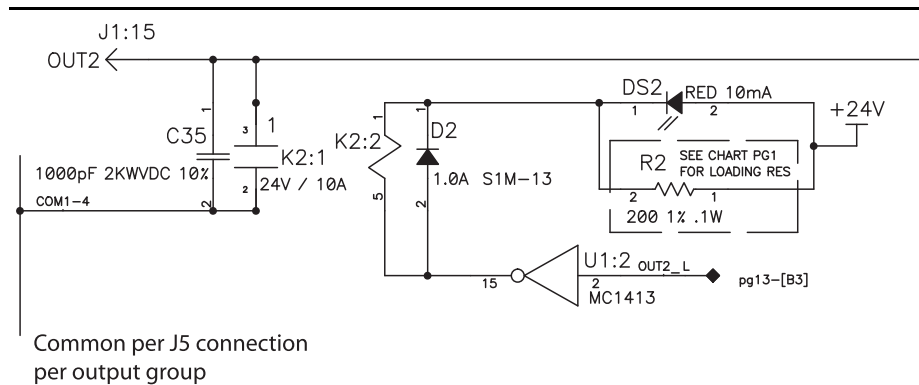 J1:15
OUT2
1
C35
2
1000pF 2KWVDC 10%
3
1
K2:1
2
24V / 10A
COM1-4
K2:2
1
5
1
D2
1.0A S1M-13
2
DS2
RED 10mA
1
2
+24V
R2
SEE CHART PG1
FOR LOADING RES
2
1
200 1% .1W
15
U1:2
OUT2_L
2
MC1413
pg13-[B3]
Common per J5 connection
per output group